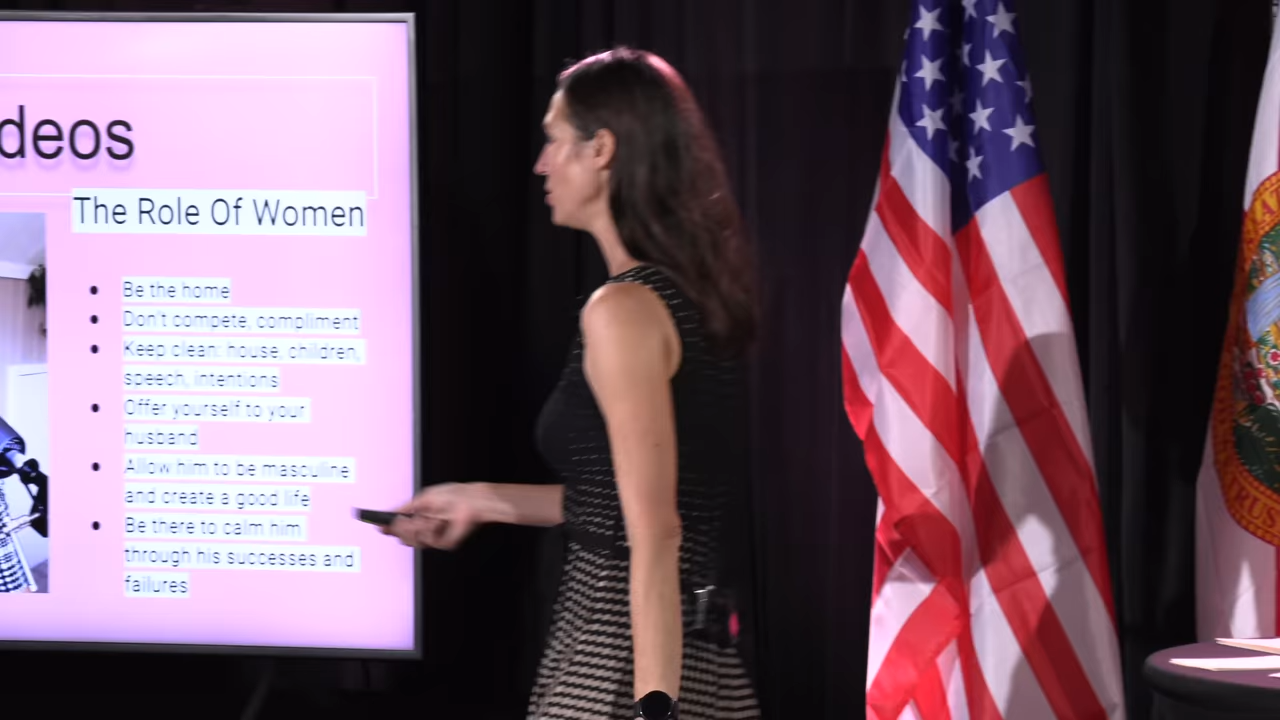 deos
The Role Of Women
Be the home
Don't compete, compliment
Keep clean: house, children,
speech, intentions
Offer yourself to your
husband
Allow him to be masculine
and create a good life
Be there to calm him
through his successes and
failures